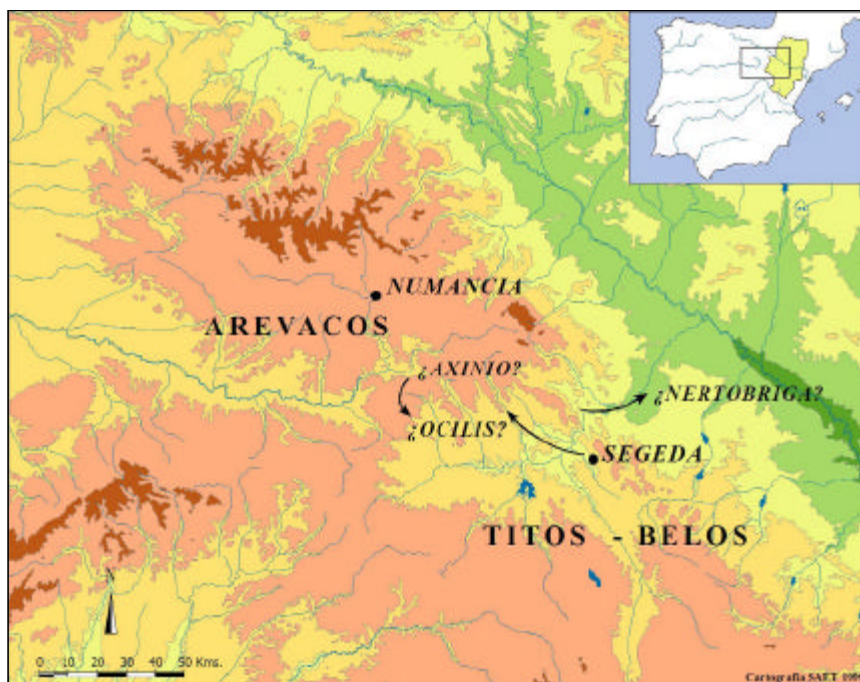 NUMANCIA
AREVACOS
¿AXINIO?
¿NERTOBRIGA?
¿OCILIS?
SEGEDA
TITOS - BELOS
N
0 10 20 30 40 50 Kms.
Cartografía SAET